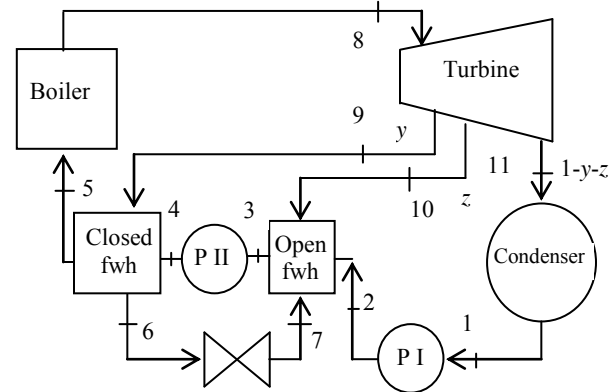 8
Turbine
Boiler
9
y
11
1-y-z
5
4
3
10
z
Closed
fwh
P II
Open
fwh
Condenser
6
7
2
1
P I